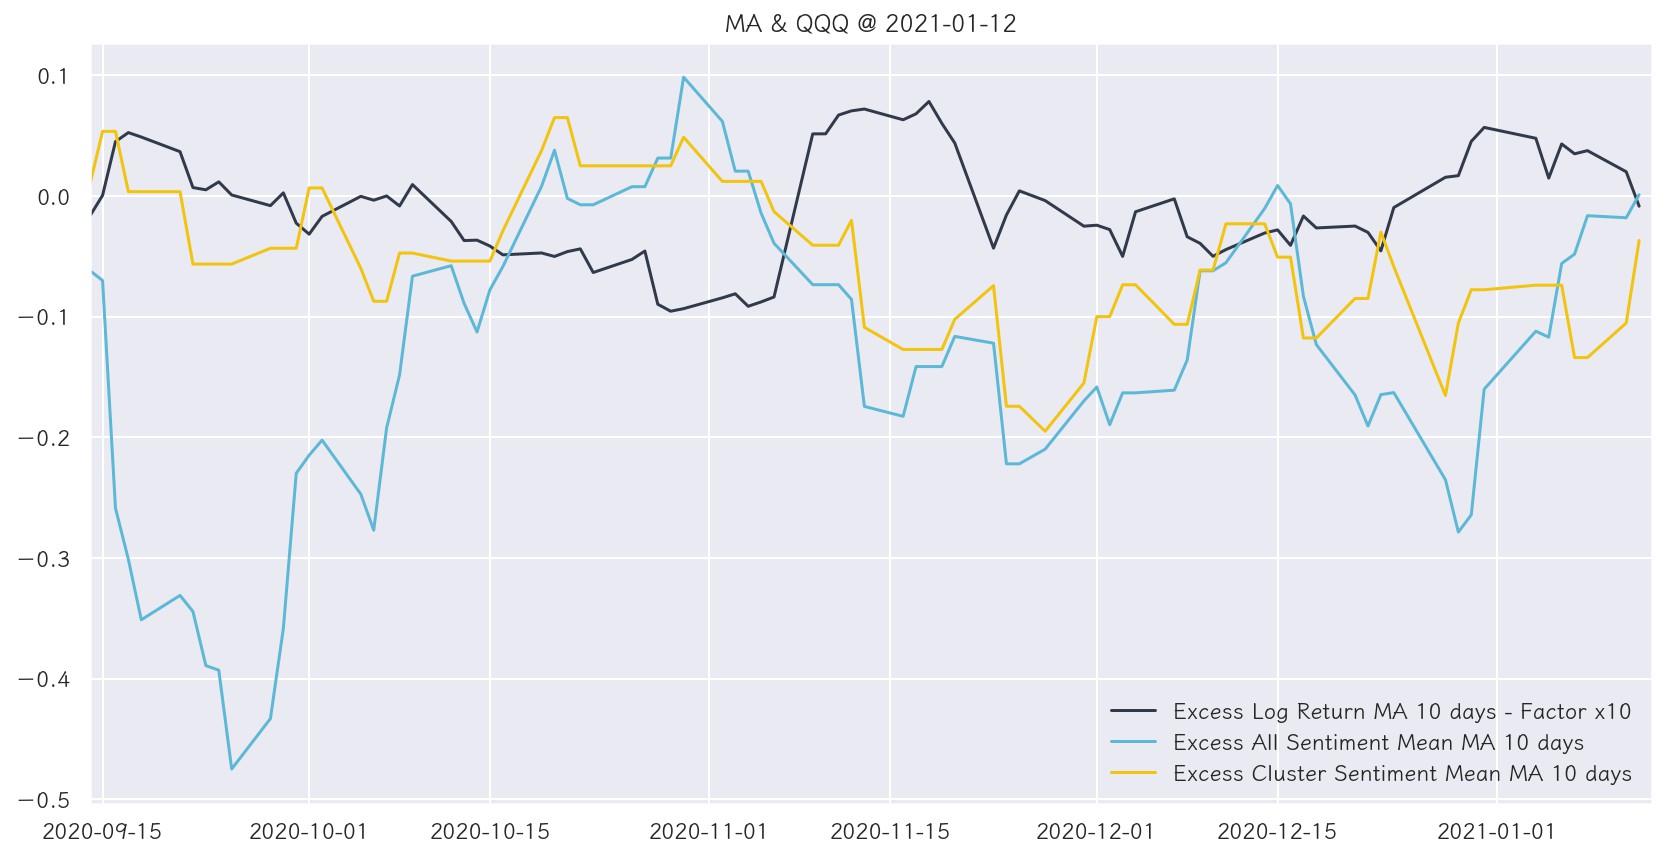 MA & QQQ @ 2021-01-12
0.1
0.0
−0.1
−0.2
−0.3
−0.4
−0.5
2020-09-15 2020-10-01 2020-10-15 2020-11-01 2020-11-15 2020-12-01 2020-12-15 2021-01-01
Excess Log Return MA 10 days - Factor x10
Excess All Sentiment Mean MA 10 days
Excess Cluster Sentiment Mean MA 10 days